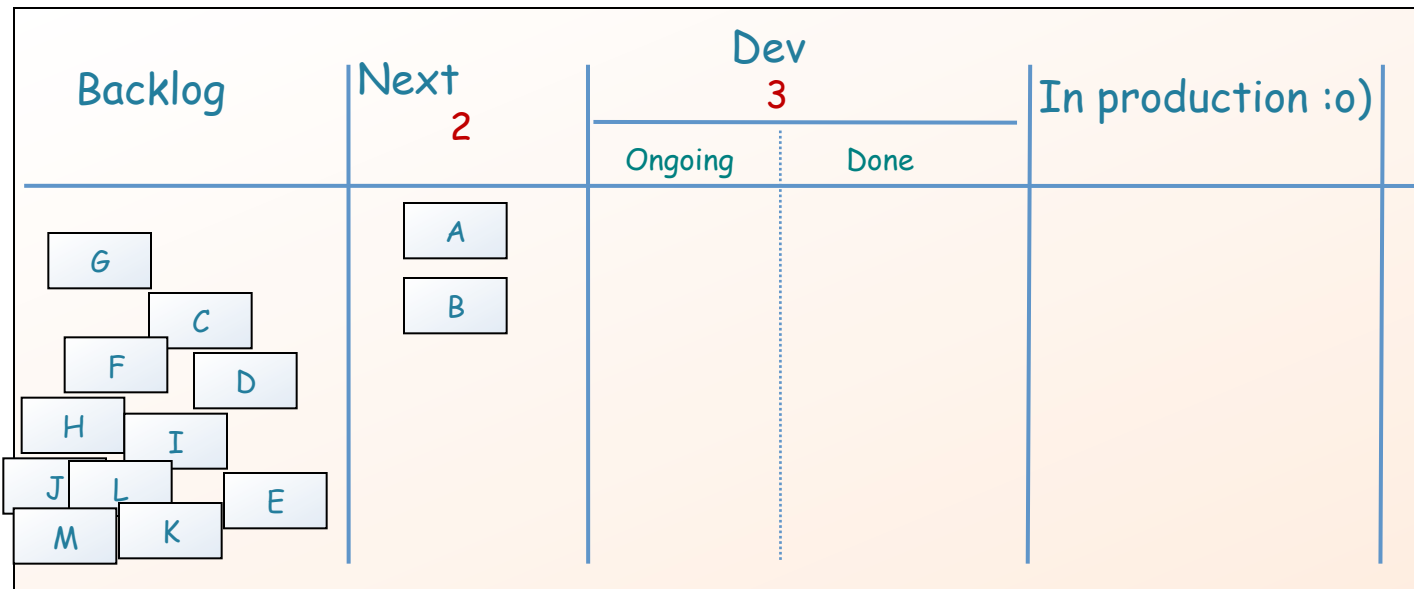 Backlog
Next
2
Dev
3
Ongoing
Done
In production :o)
G
C
F
D
H
I
J
L
E
M
K
A
B